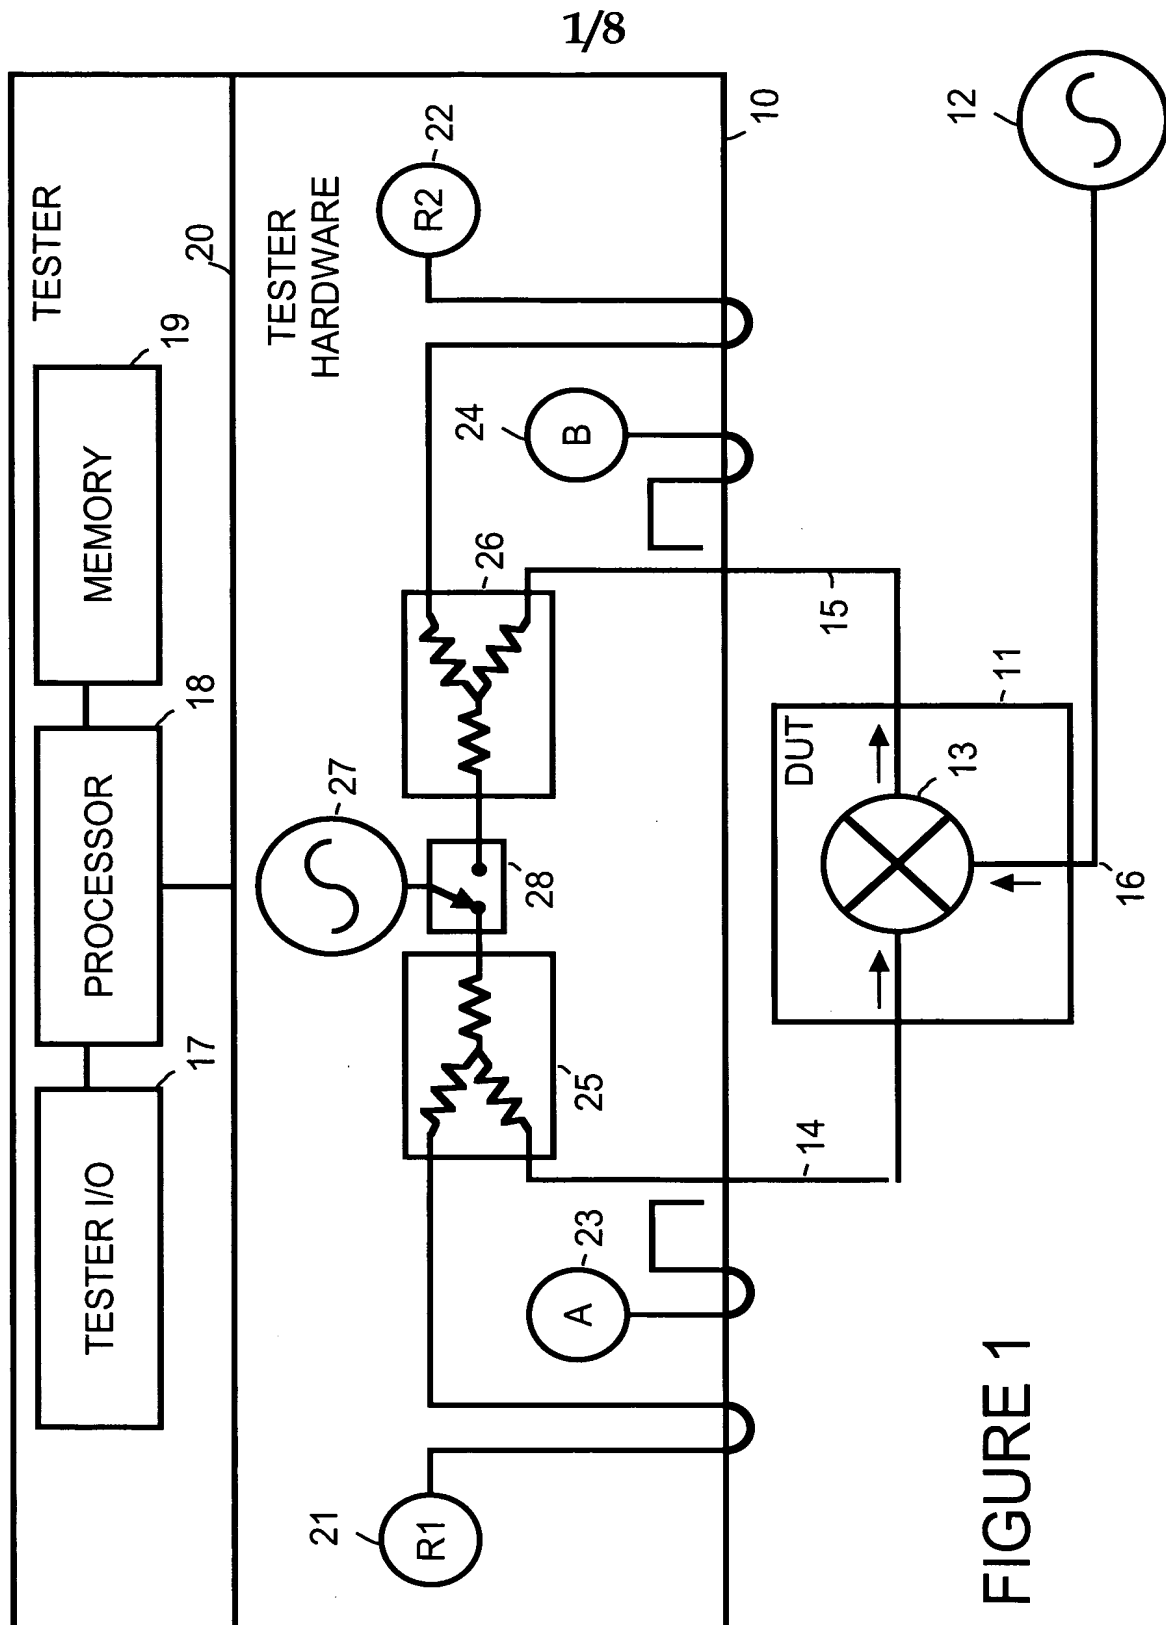 1/8
TESTER
TESTER I/O
17
PROCESSOR
18
MEMORY
19
20
TESTER
HARDWARE
27
R1
21
25
28
26
R2
22
A
23
B
24
10
14
15
DUT
11
13
16
12
FIGURE 1